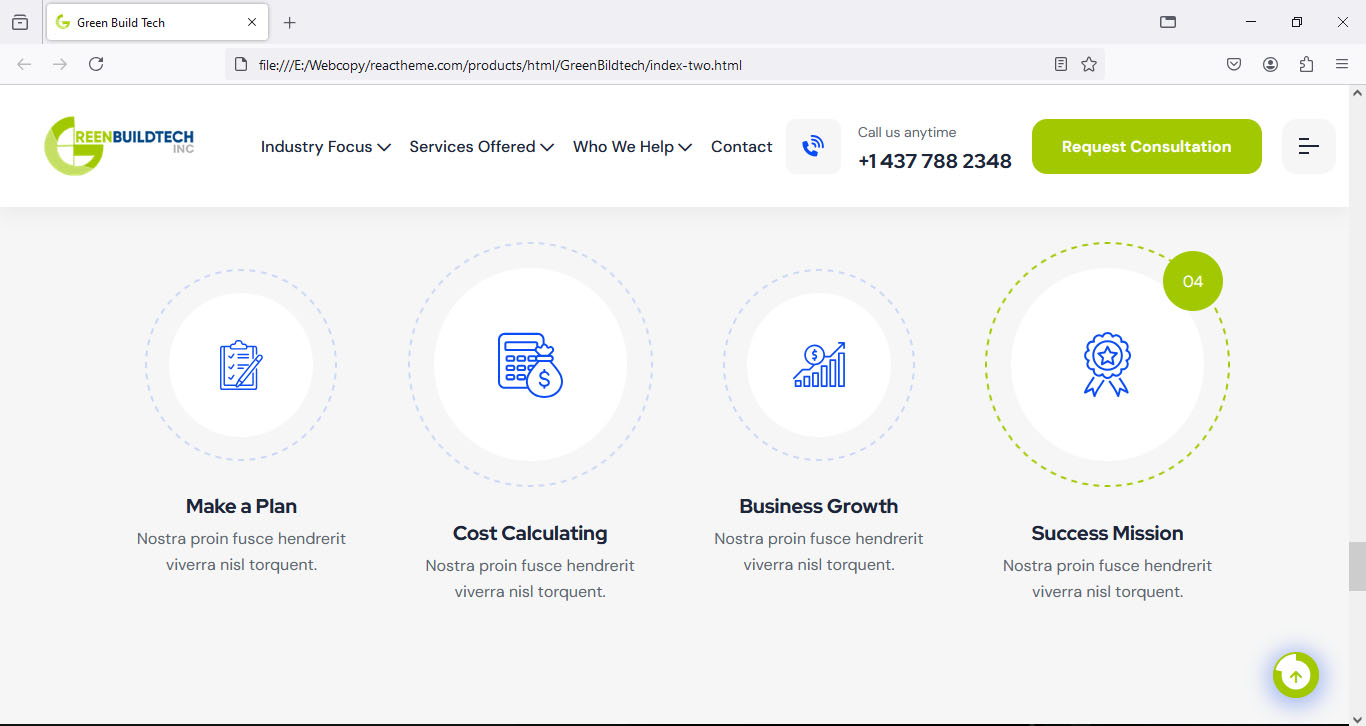 Green Build Tech
file:///E:/Webcopy/reactheme.com/products/html/GreenBildtech/index-two.html
REENBUILDTECH
INC
Industry Focus
Services Offered
Who We Help
Contact
Call us anytime
+1 437 788 2348
Request Consultation
04
$
$
Make a Plan
Nostra proin fusce hendrerit
viverra nisl torquent.
Cost Calculating
Nostra proin fusce hendrerit
viverra nisl torquent.
Business Growth
Nostra proin fusce hendrerit
viverra nisl torquent.
Success Mission
Nostra proin fusce hendrerit
viverra nisl torquent.